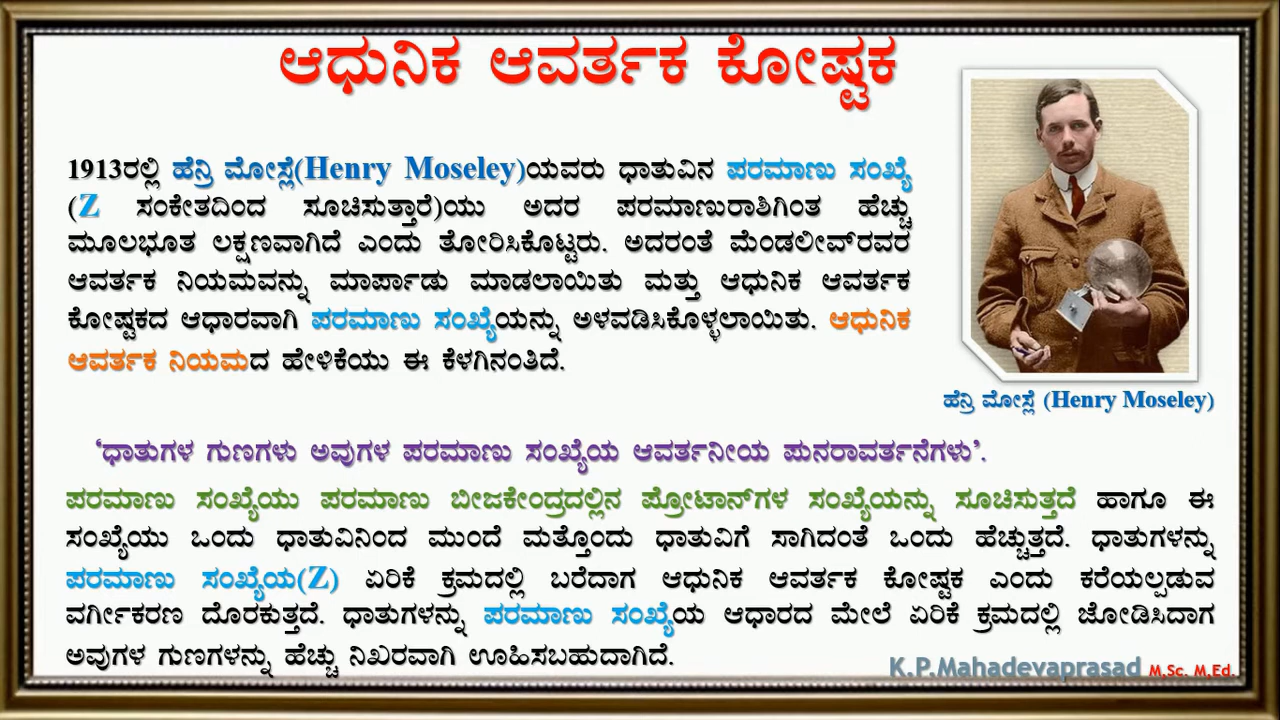 ಆಧುನಿಕ ಆವರ್ತಕ ಕೋಷ್ಟಕ
1913ರಲ್ಲಿ ಹೆನ್ರಿ ಮೋಸ್ಲೆ(Henry Moseley)ಯವರು ಧಾತುವಿನ ಪರಮಾಣು ಸಂಖ್ಯೆ
(Z ಸಂಕೇತದಿಂದ ಸೂಚಿಸುತ್ತಾರೆ)ಯು ಅದರ ಪರಮಾಣುರಾಶಿಗಿಂತ ಹೆಚ್ಚು
ಮೂಲಭೂತ ಲಕ್ಷಣವಾಗಿದೆ ಎಂದು ತೋರಿಸಿಕೊಟ್ಟರು. ಅದರಂತೆ ಮೆಂಡಲೀವ್‌ರವರ
ಆವರ್ತಕ ನಿಯಮವನ್ನು ಮಾರ್ಪಾಡು ಮಾಡಲಾಯಿತು ಮತ್ತು ಆಧುನಿಕ ಆವರ್ತಕ
ಕೋಷ್ಟಕದ ಆಧಾರವಾಗಿ ಪರಮಾಣು ಸಂಖ್ಯೆಯನ್ನು ಅಳವಡಿಸಿಕೊಳ್ಳಲಾಯಿತು. ಆಧುನಿಕ
ಆವರ್ತಕ ನಿಯಮದ ಹೇಳಿಕೆಯು ಈ ಕೆಳಗಿನಂತಿದೆ.
ಹೆನ್ರಿ ಮೋಸ್ಲೆ (Henry Moseley)
‘ಧಾತುಗಳ ಗುಣಗಳು ಅವುಗಳ ಪರಮಾಣು ಸಂಖ್ಯೆಯ ಆವರ್ತನೀಯ ಪುನರಾವರ್ತನೆಗಳು’.
ಪರಮಾಣು ಸಂಖ್ಯೆಯು ಪರಮಾಣು ಬೀಜಕೇಂದ್ರದಲ್ಲಿನ ಪ್ರೋಟಾನ್‌ಗಳ ಸಂಖ್ಯೆಯನ್ನು ಸೂಚಿಸುತ್ತದೆ ಹಾಗೂ ಈ
ಸಂಖ್ಯೆಯು ಒಂದು ಧಾತುವಿನಿಂದ ಮುಂದೆ ಮತ್ತೊಂದು ಧಾತುವಿಗೆ ಸಾಗಿದಂತೆ ಒಂದು ಹೆಚ್ಚುತ್ತದೆ. ಧಾತುಗಳನ್ನು
ಪರಮಾಣು ಸಂಖ್ಯೆಯ(Z) ಏರಿಕೆ ಕ್ರಮದಲ್ಲಿ ಬರೆದಾಗ ಆಧುನಿಕ ಆವರ್ತಕ ಕೋಷ್ಟಕ ಎಂದು ಕರೆಯಲ್ಪಡುವ
ವರ್ಗೀಕರಣ ದೊರಕುತ್ತದೆ. ಧಾತುಗಳನ್ನು ಪರಮಾಣು ಸಂಖ್ಯೆಯ ಆಧಾರದ ಮೇಲೆ ಏರಿಕೆ ಕ್ರಮದಲ್ಲಿ ಜೋಡಿಸಿದಾಗ
ಅವುಗಳ ಗುಣಗಳನ್ನು ಹೆಚ್ಚು ನಿಖರವಾಗಿ ಊಹಿಸಬಹುದಾಗಿದೆ.
K.P.Mahadevaprasad M.Sc. M.Ed.